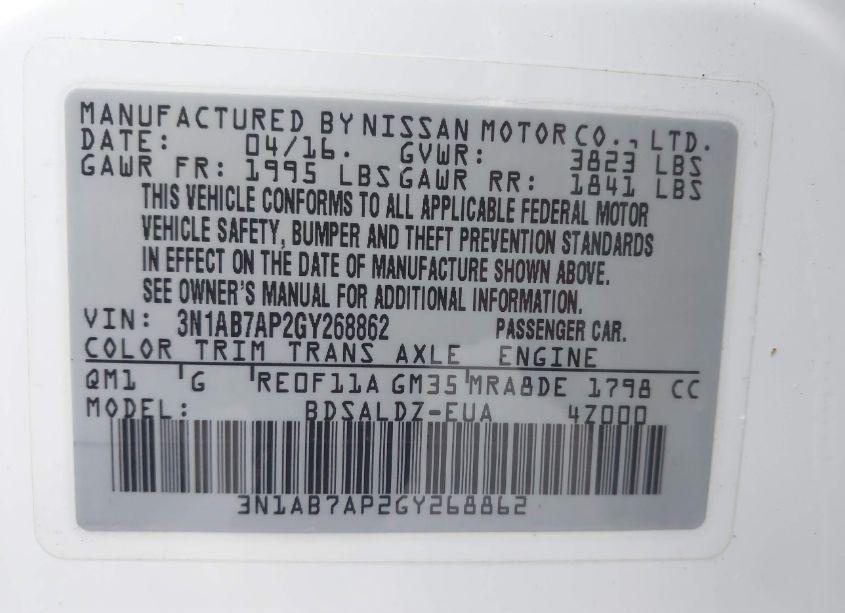 MANUFACTURED BY NISSAN MOTOR CO., LTD.
DATE: 04/16. GVWR: 3823 LBS
GAWR FR: 1995 LBS GAWR RR: 1841 LBS
THIS VEHICLE CONFORMS TO ALL APPLICABLE FEDERAL MOTOR
VEHICLE SAFETY, BUMPER AND THEFT PREVENTION STANDARDS
IN EFFECT ON THE DATE OF MANUFACTURE SHOWN ABOVE.
SEE OWNER'S MANUAL FOR ADDITIONAL INFORMATION.
VIN: 3N1AB7AP2GY268862 PASSENGER CAR.
COLOR TRIM TRANS AXLE ENGINE
QM1 G RE0F11A GM35 MRA8DE 1798 CC
MODEL: BDSALDZ-EUA 4Z000
3N1AB7AP2GY268862